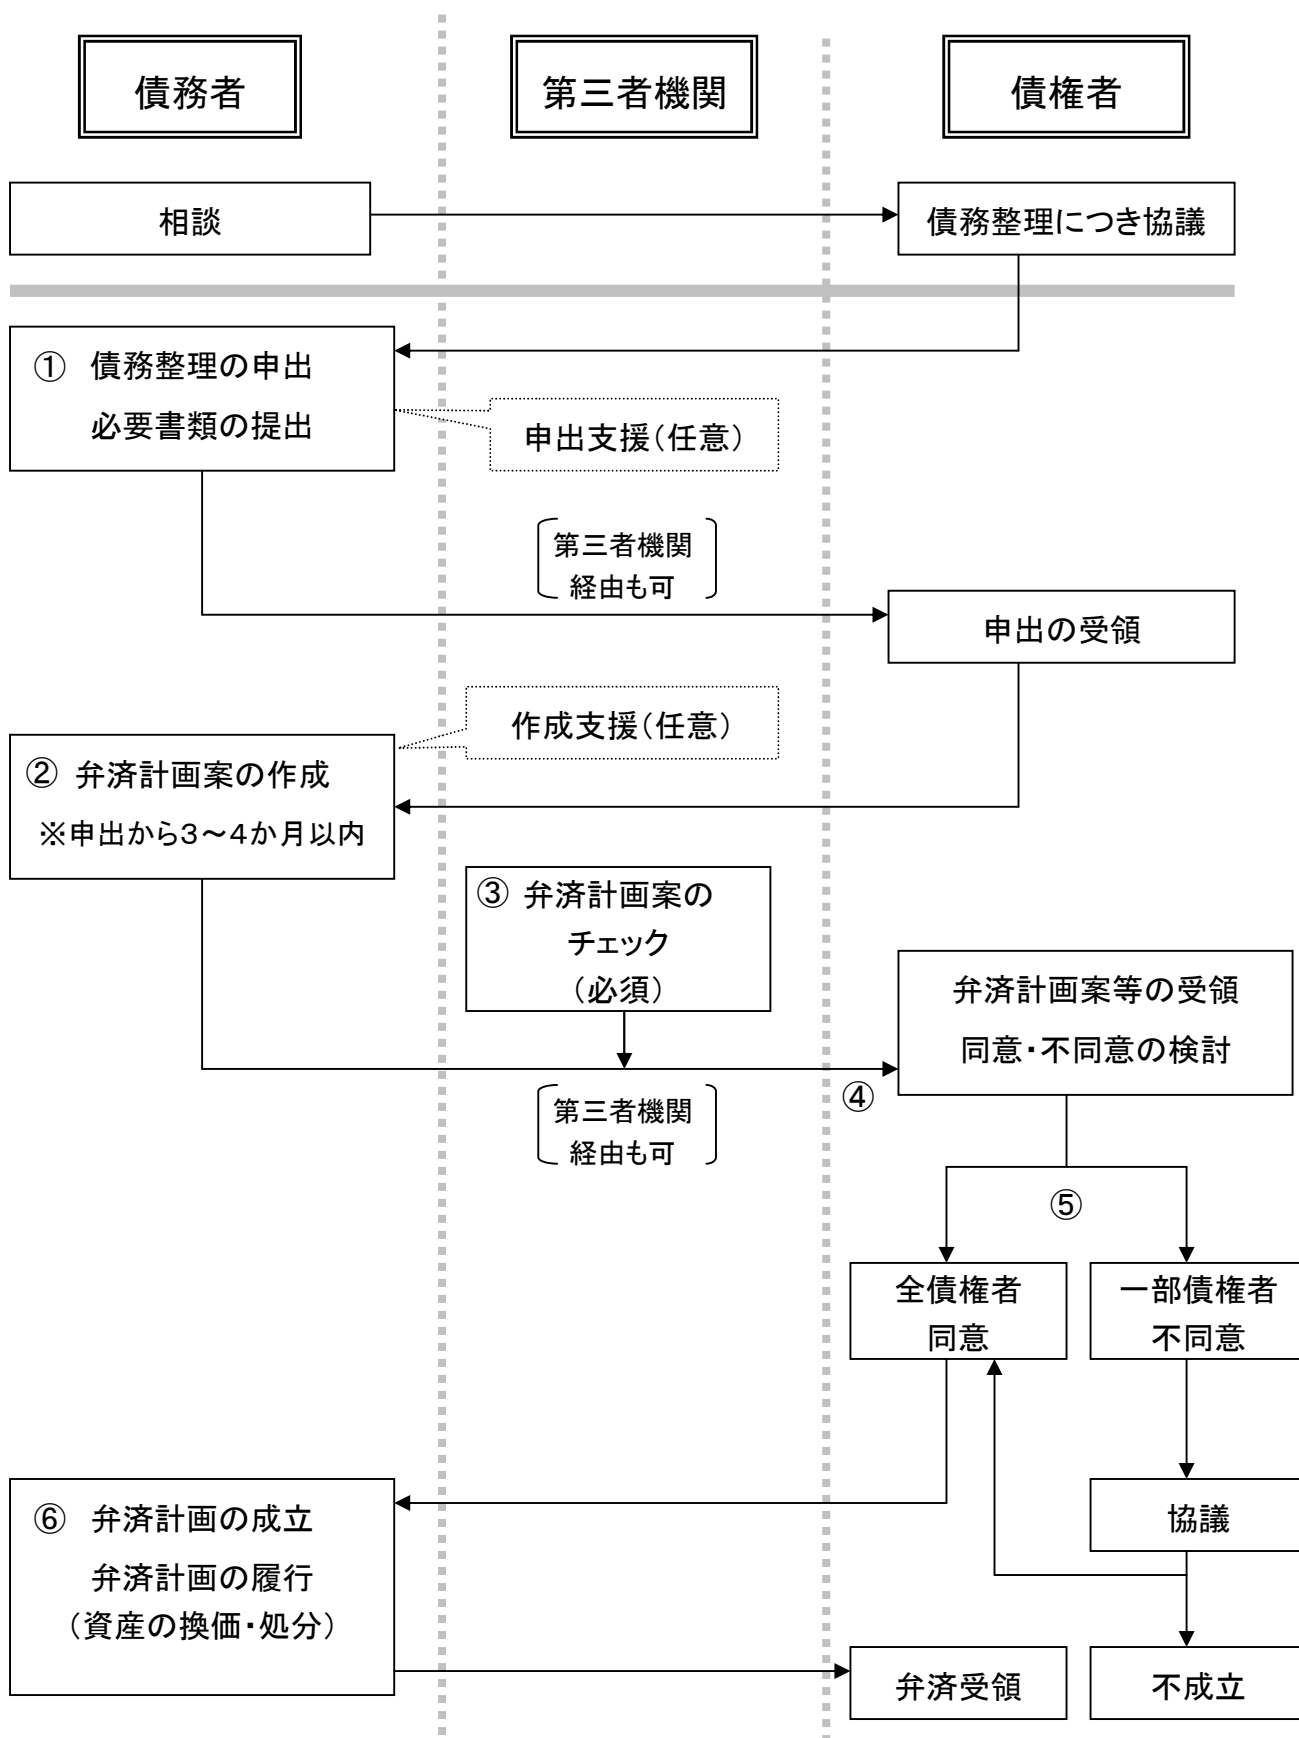 債務者
第三者機関
債権者
相談
債務整理につき協議
① 債務整理の申出
必要書類の提出
申出支援（任意）
第三者機関
経由も可
申出の受領
作成支援（任意）
② 弁済計画案の作成
※申出から３～４か月以内
③ 弁済計画案の
チェック
（必須）
弁済計画案等の受領
同意・不同意の検討
④
第三者機関
経由も可
⑤
全債権者
同意
一部債権者
不同意
協議
⑥ 弁済計画の成立
弁済計画の履行
（資産の換価・処分）
弁済受領
不成立